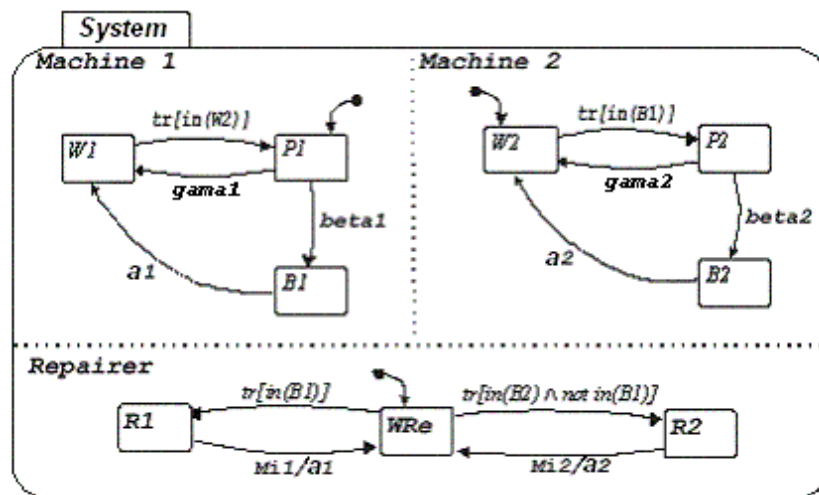 System
Machine 1
Machine 2
tr[in(W2)]
W1
P1
gama1
beta1
a1
B1
tr[in(B1)]
W2
P2
gama2
beta2
a2
B2
Repairer
tr[in(B1)]
tr[in(B2) ∧ not in(B1)]
R1
WRe
R2
Mi1/a1
Mi2/a2